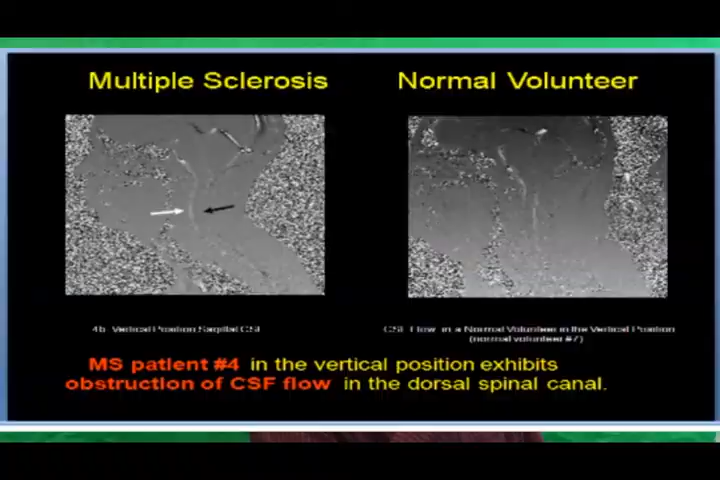 Multiple Sclerosis
Normal Volunteer
4b Vertical Position Sagittal CSF
CSF Flow in a Normal Volunteer in the Vertical Position
(normal volunteer #7)
MS patient #4 in the vertical position exhibits
obstruction of CSF flow in the dorsal spinal canal.